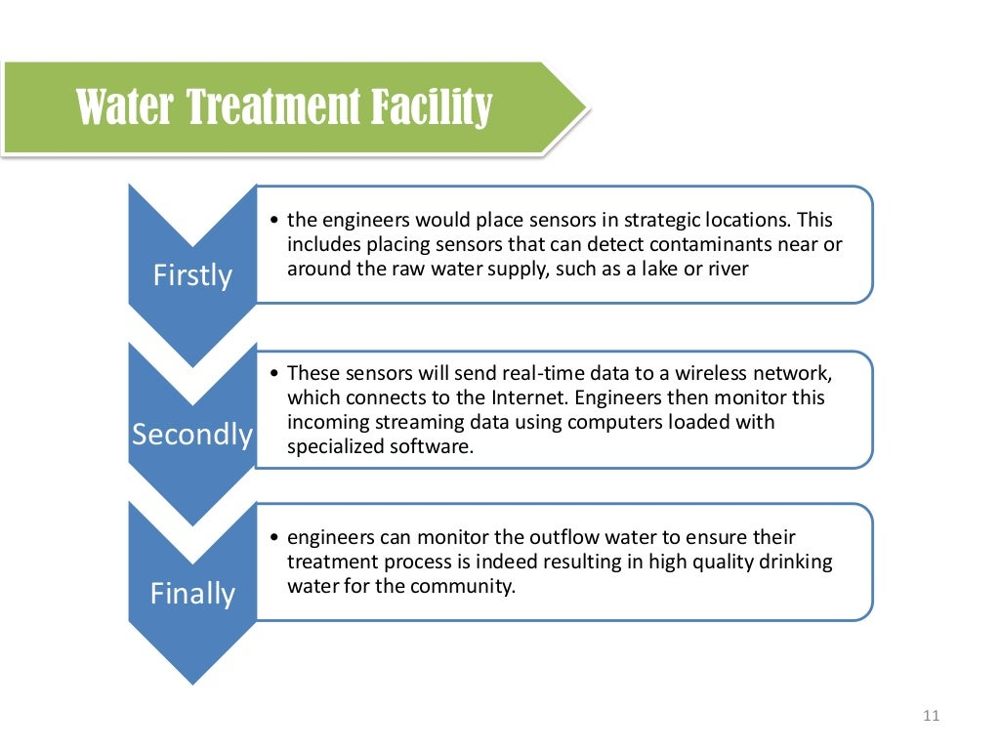 Water Treatment Facility
Firstly
• the engineers would place sensors in strategic locations. This
includes placing sensors that can detect contaminants near or
around the raw water supply, such as a lake or river
Secondly
• These sensors will send real-time data to a wireless network,
which connects to the Internet. Engineers then monitor this
incoming streaming data using computers loaded with
specialized software.
Finally
• engineers can monitor the outflow water to ensure their
treatment process is indeed resulting in high quality drinking
water for the community.
11